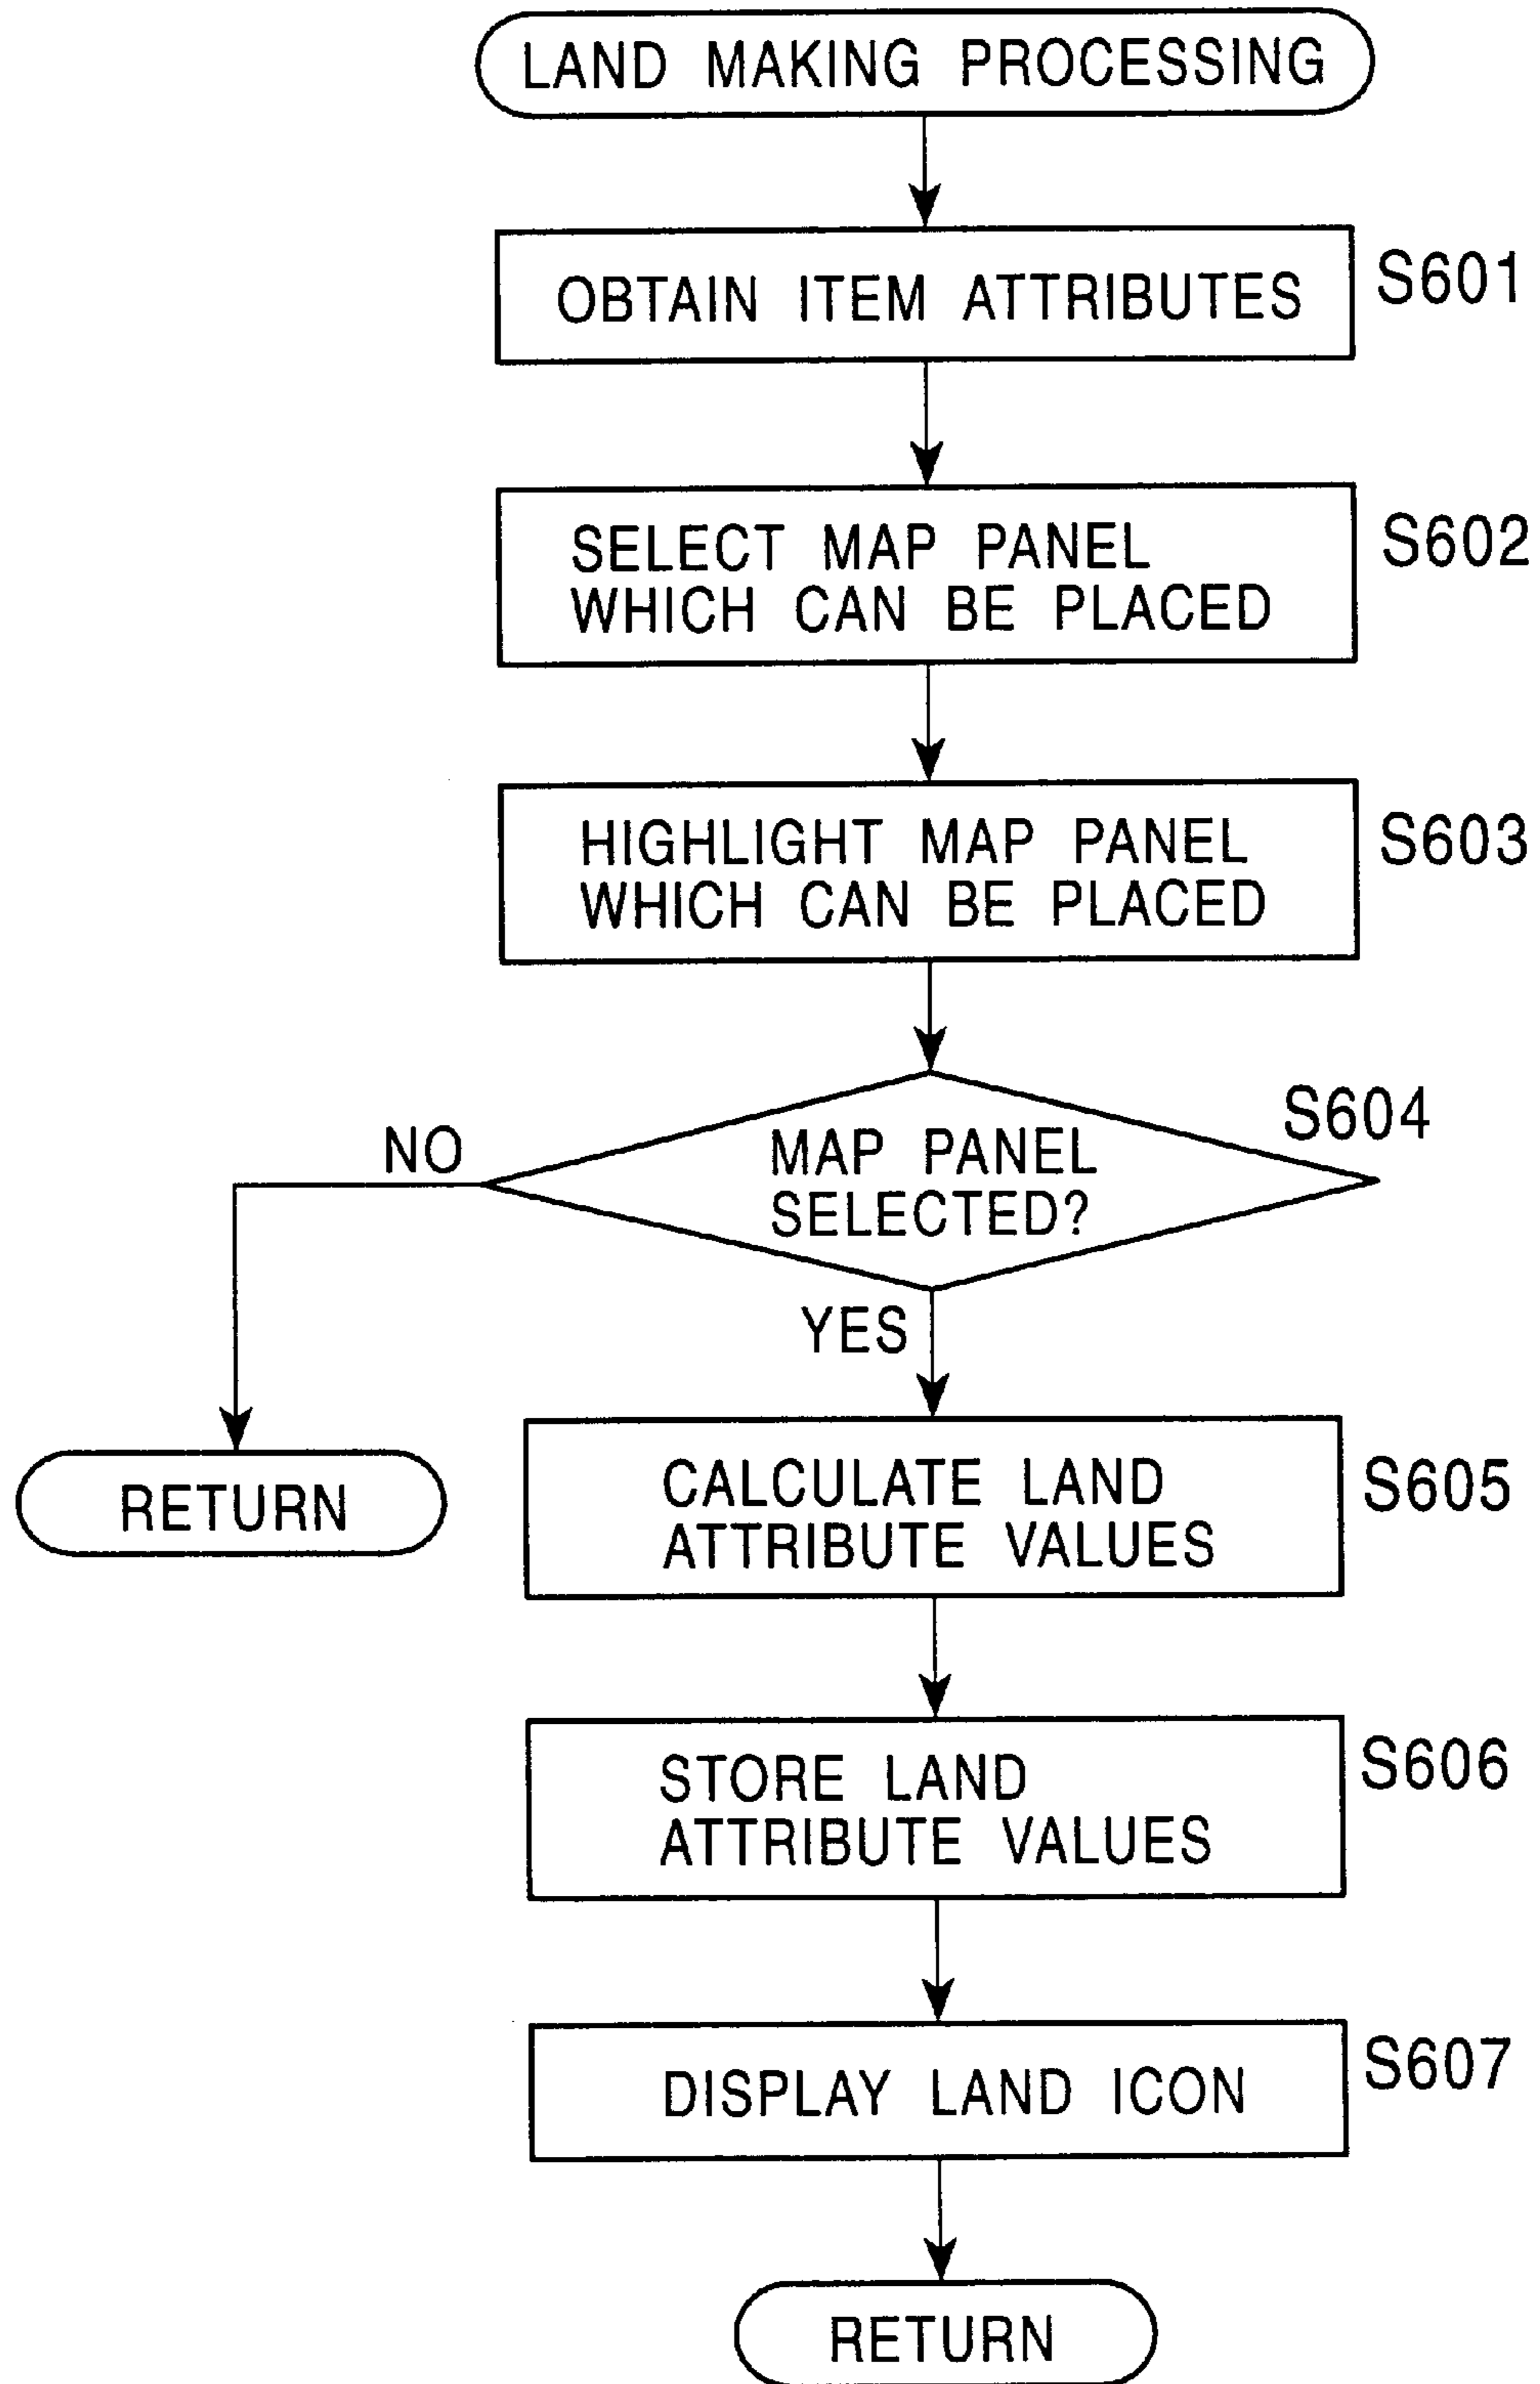 LAND MAKING PROCESSING
OBTAIN ITEM ATTRIBUTES
S601
SELECT MAP PANEL
WHICH CAN BE PLACED
S602
HIGHLIGHT MAP PANEL
WHICH CAN BE PLACED
S603
MAP PANEL
SELECTED?
S604
NO
YES
RETURN
CALCULATE LAND
ATTRIBUTE VALUES
S605
STORE LAND
ATTRIBUTE VALUES
S606
DISPLAY LAND ICON
S607
RETURN